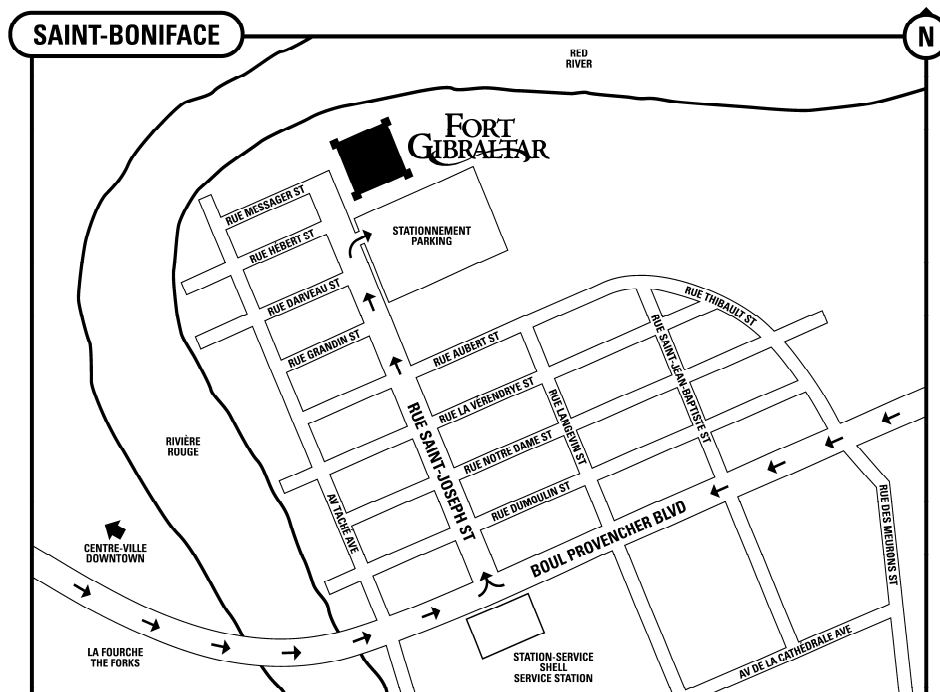 SAINT-BONIFACE
N
RED
RIVER
FORT
GIBRALTAR
RUE MESSAGER ST
STATIONNEMENT
PARKING
RUE HÉBERT ST
RUE DARVEAU ST
RUE THIBAULT ST
RUE GRANDIN ST
RUE AUBERT ST
RUE SAINT-JEAN-BAPTISTE ST
RUE LA VÉRENDRYE ST
RUE LANGEVIN ST
RUE SAINT-JOSEPH ST
RIVIÈRE
ROUGE
RUE NOTRE DAME ST
RUE DUMOULIN ST
AV TACHÉ AVE
RUE DES MEURONS ST
BOUL PROVENCHER BLVD
CENTRE-VILLE
DOWNTOWN
LA FOURCHE
THE FORKS
STATION-SERVICE
SHELL
SERVICE STATION
AV DE LA CATHÉDRALE AVE